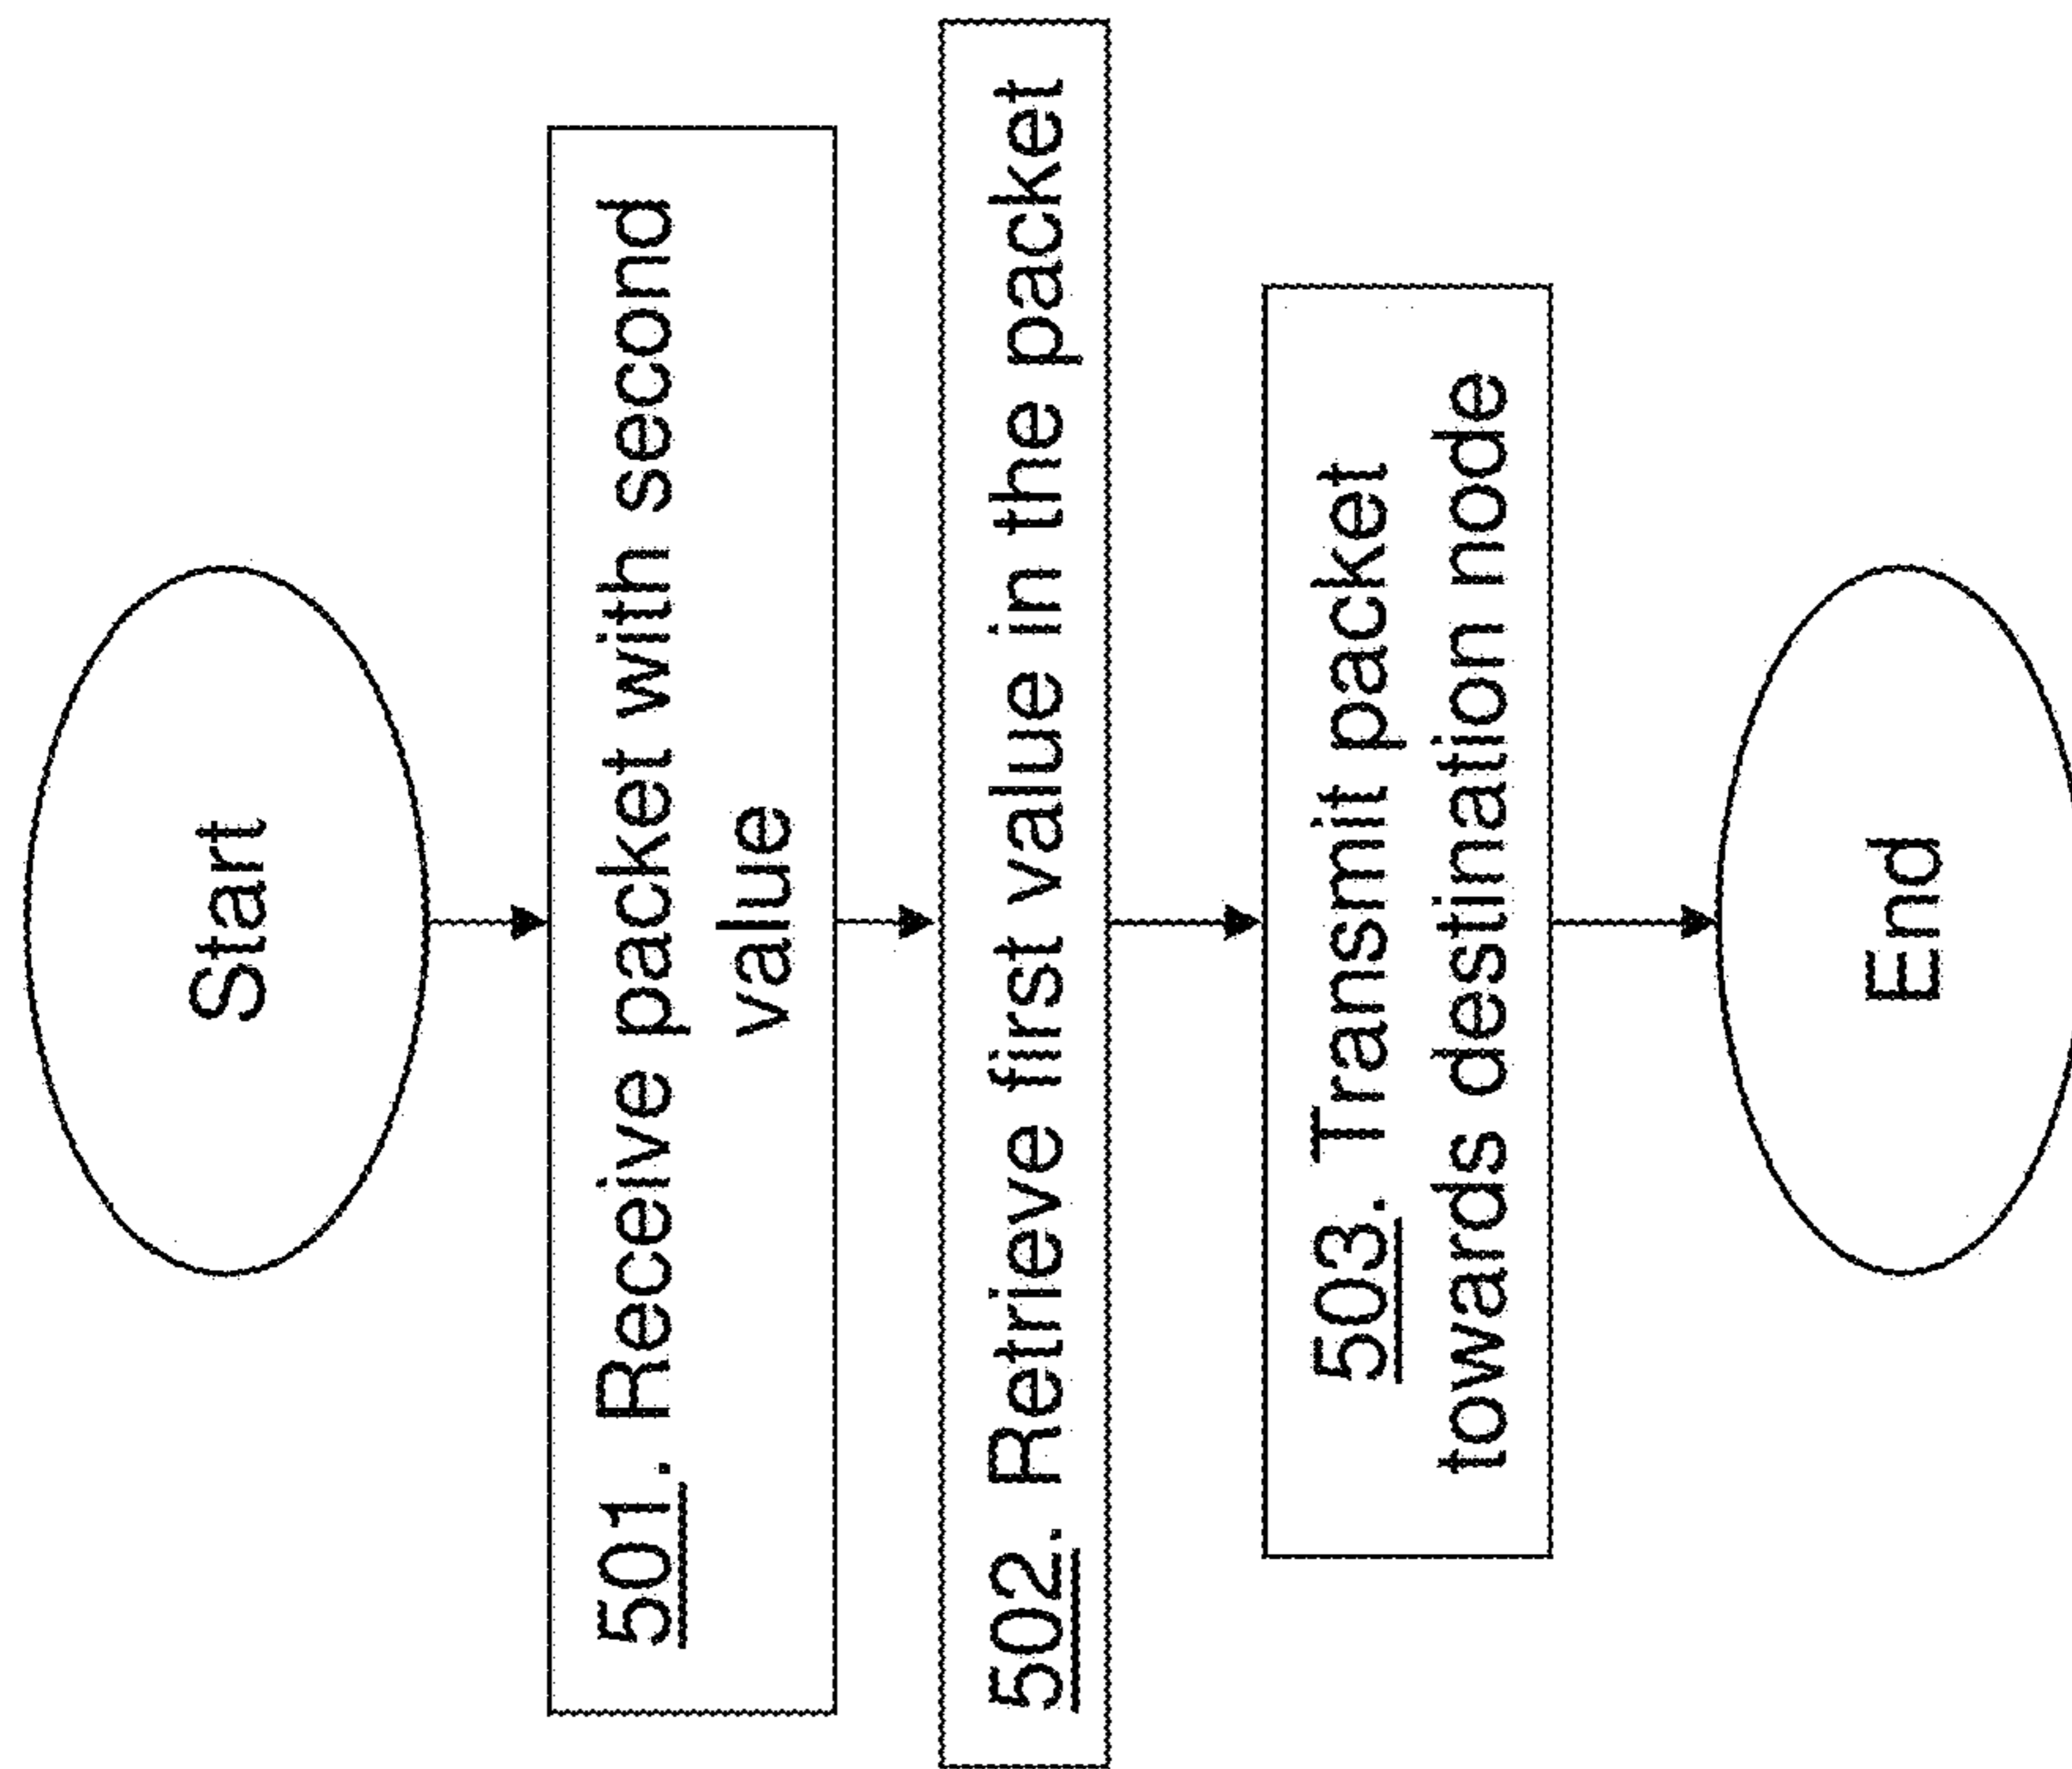 Start
501. Receive packet with second
value
502. Retrieve first value in the packet
503. Transmit packet
towards destination node
End